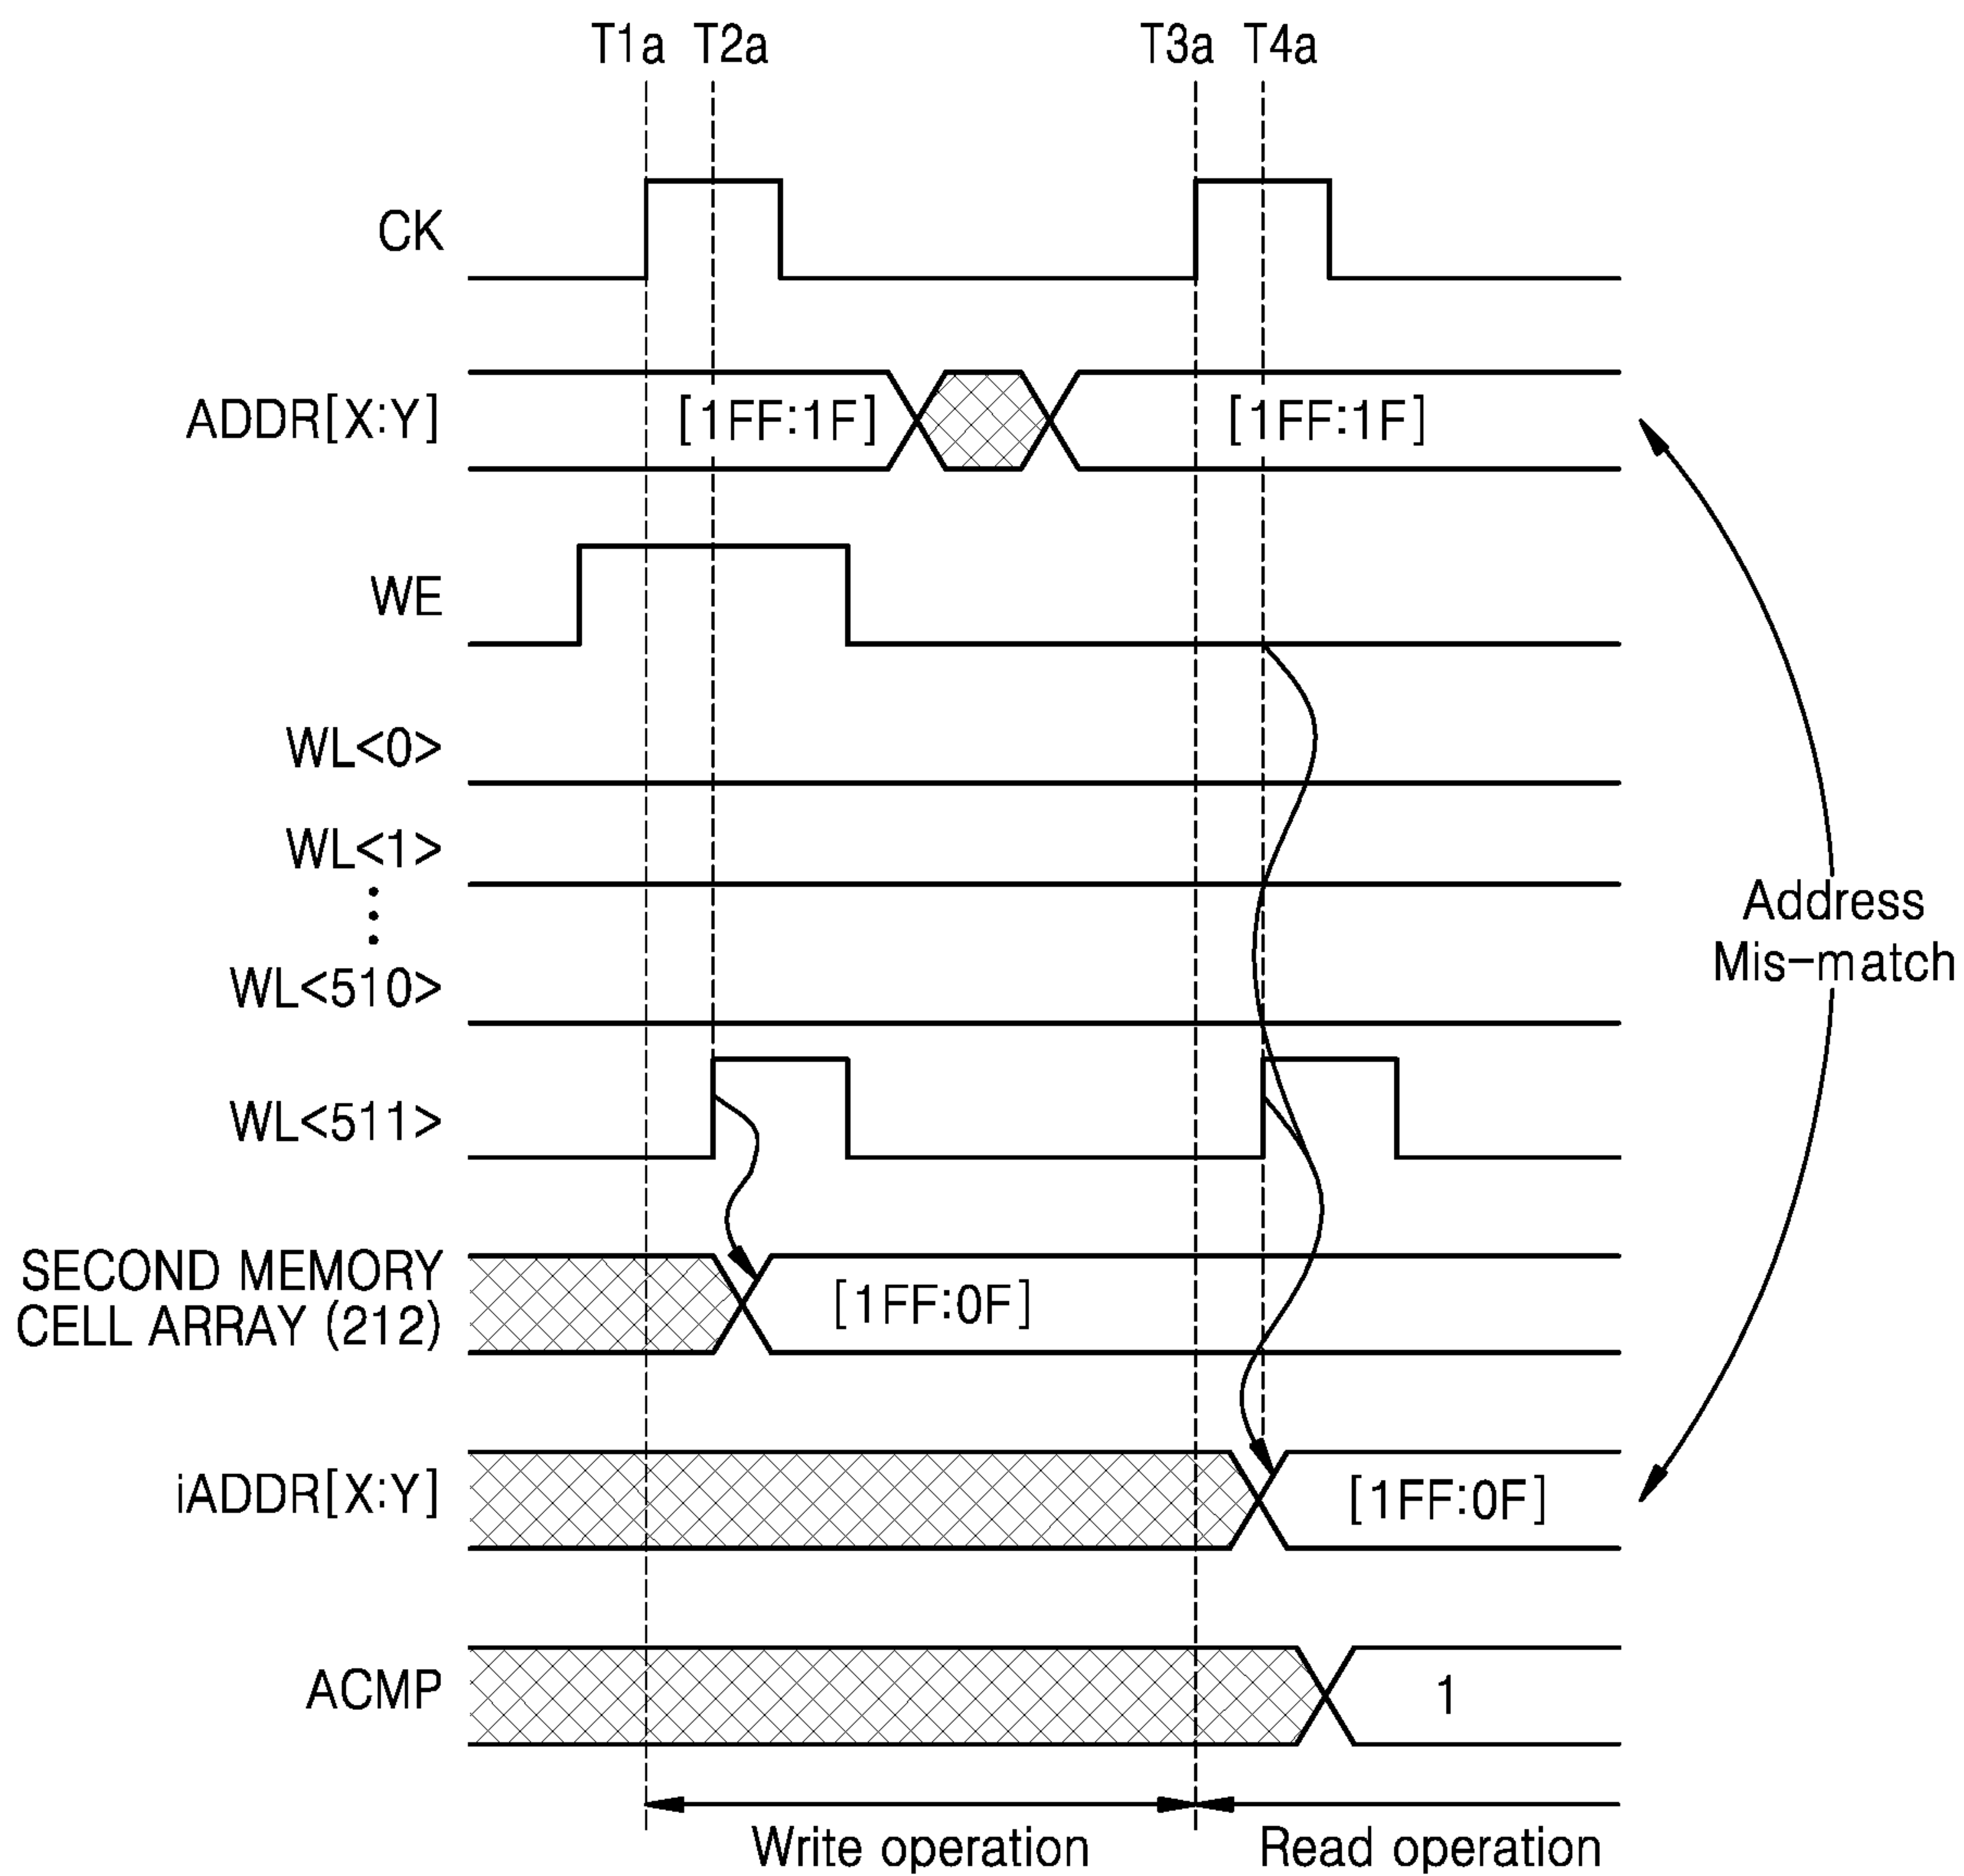 T1a T2a T3a T4a
CK
ADDR[X:Y] [1FF:1F] [1FF:1F]
WE
WL<0>
WL<1>
⋮
Address
Mis-match
WL<510>
WL<511>
SECOND MEMORY
CELL ARRAY (212) [1FF:0F]
iADDR[X:Y] [1FF:0F]
ACMP 1
Write operation Read operation